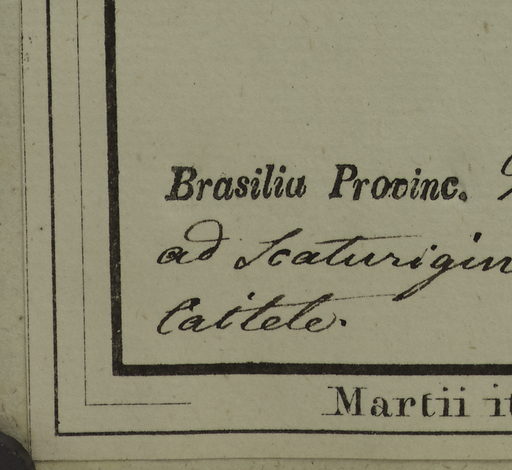 Brasilia Provinc.
ad Scaturigin
Caitete.
Martii it